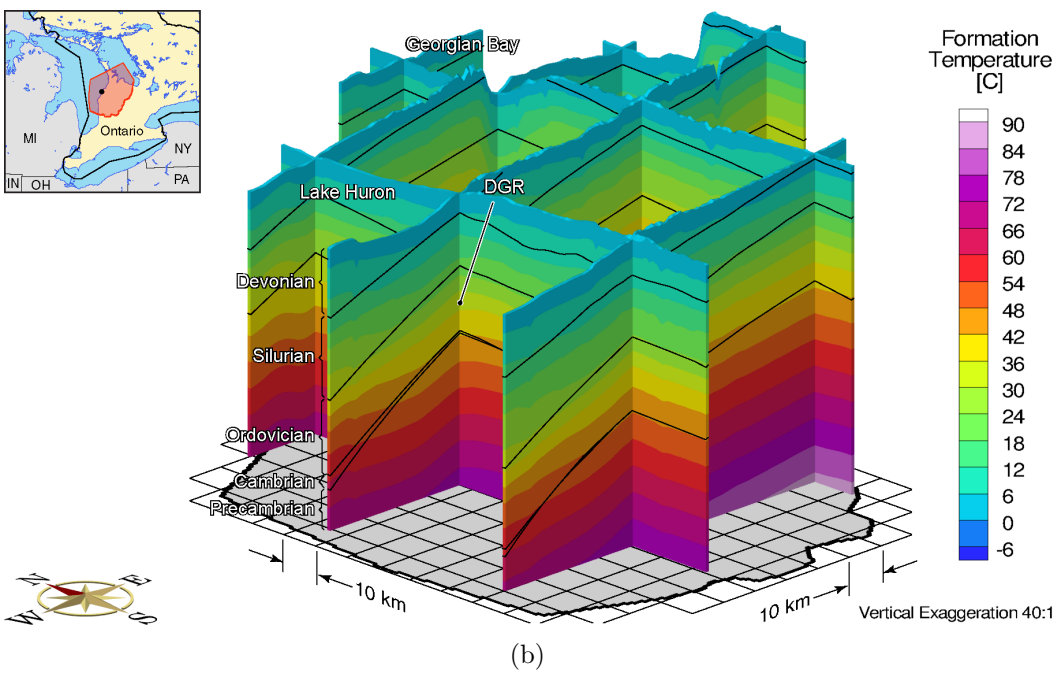 MI
Ontario
NY
PA
IN
OH
Georgian Bay
Lake Huron
DGR
Devonian
Silurian
Ordovician
Cambrian
Precambrian
Formation
Temperature
[C]
90
84
78
72
66
60
54
48
42
36
30
24
18
12
6
0
-6
N
E
W
S
10 km
10 km
Vertical Exaggeration 40:1
(b)